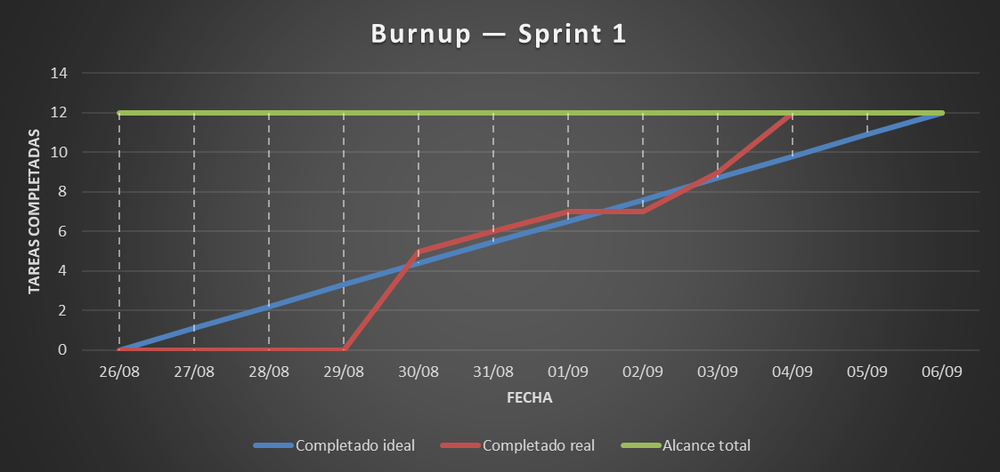 Burnup — Sprint 1
14
12
10
8
6
4
2
0
TAREAS COMPLETADAS
26/08 27/08 28/08 29/08 30/08 31/08 01/09 02/09 03/09 04/09 05/09 06/09
FECHA
Completado ideal Completado real Alcance total